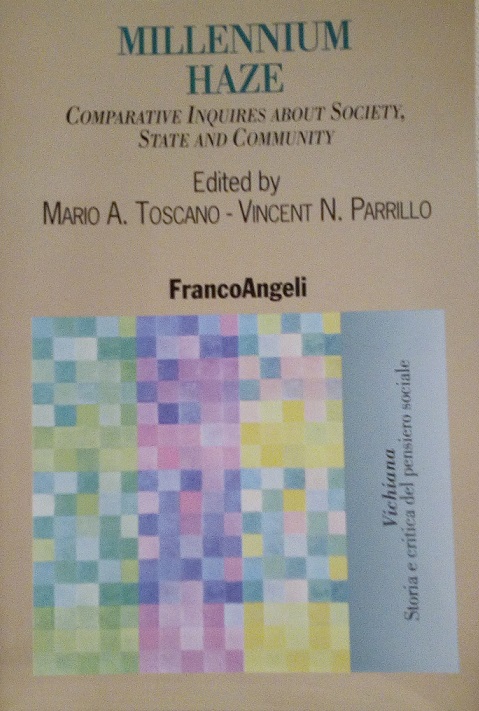 MILLENNIUM
HAZE
COMPARATIVE INQUIRES ABOUT SOCIETY,
STATE AND COMMUNITY
Edited by
MARIO A. TOSCANO - VINCENT N. PARRILLO
FrancoAngeli
Vichiana
Storia e critica del pensiero sociale